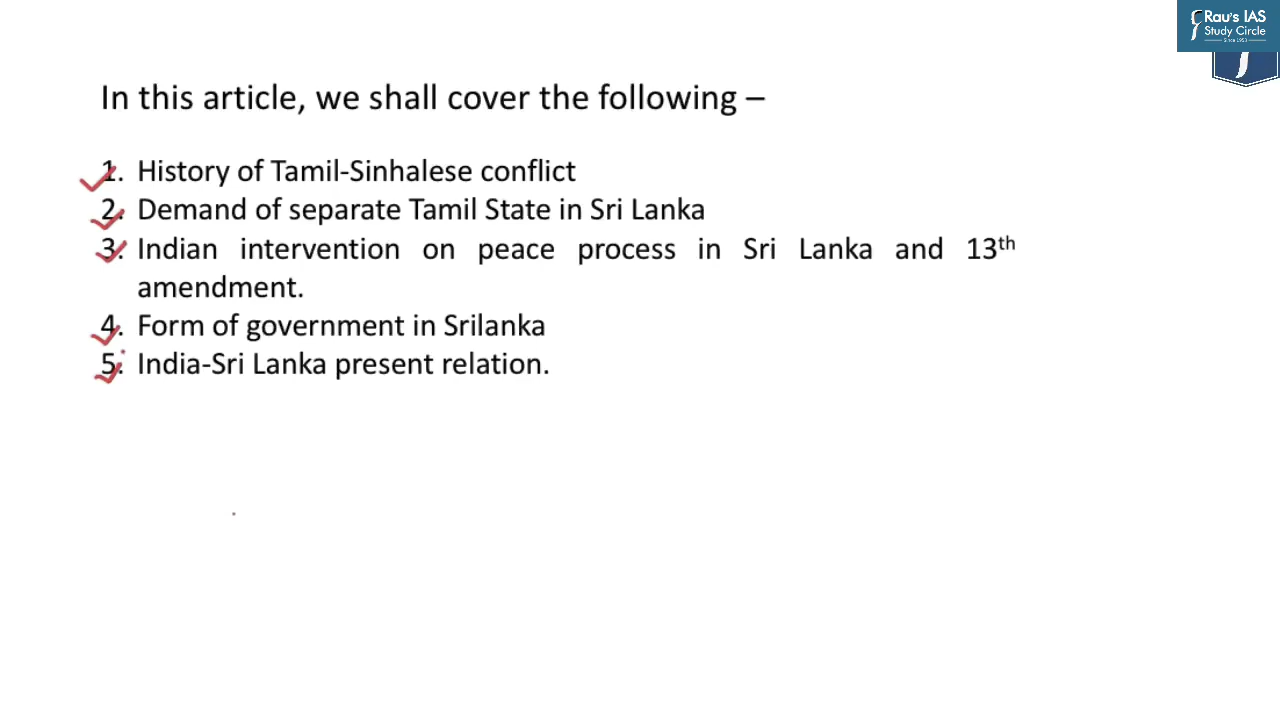 Rau's IAS
Study Circle
Since 1953
In this article, we shall cover the following –
1. History of Tamil-Sinhalese conflict
2. Demand of separate Tamil State in Sri Lanka
3. Indian intervention on peace process in Sri Lanka and 13th
amendment.
4. Form of government in Srilanka
5. India-Sri Lanka present relation.